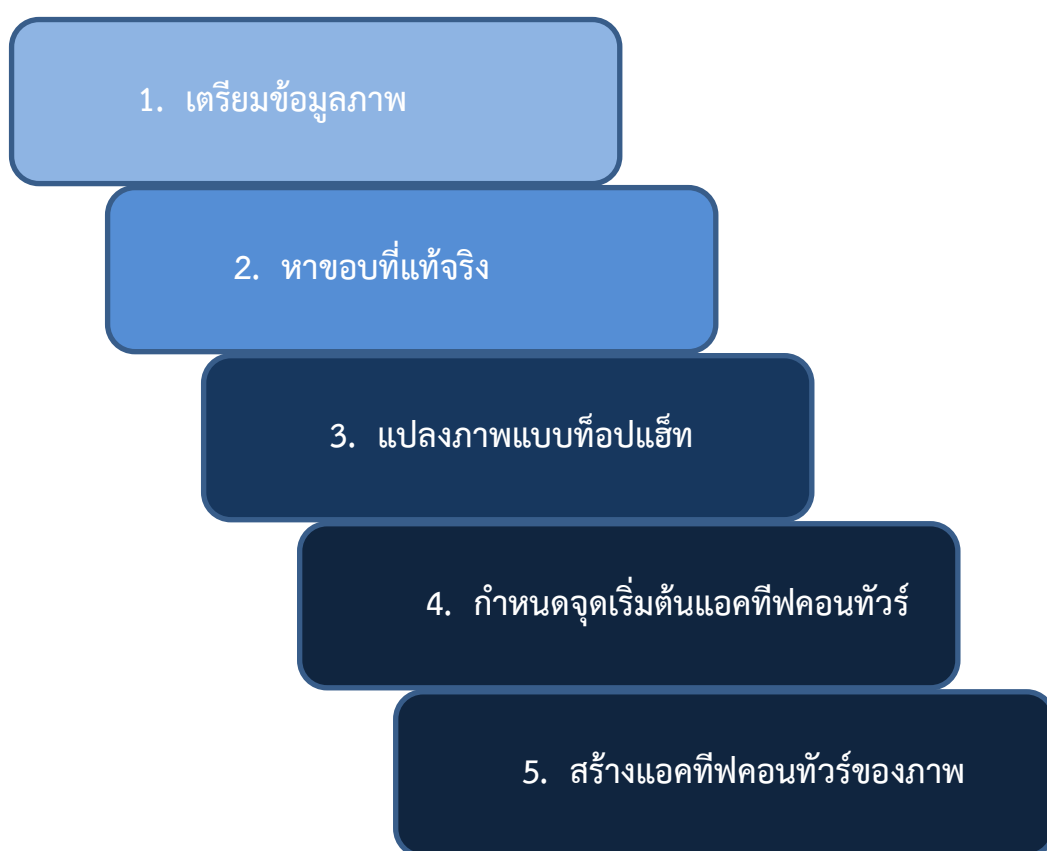 1. เตรียมข้อมูลภาพ
2. หาขอบที่แท้จริง
3. แปลงภาพแบบท็อปแฮ็ท
4. กำหนดจุดเริ่มต้นแอคทีฟคอนทัวร์
5. สร้างแอคทีฟคอนทัวร์ของภาพ